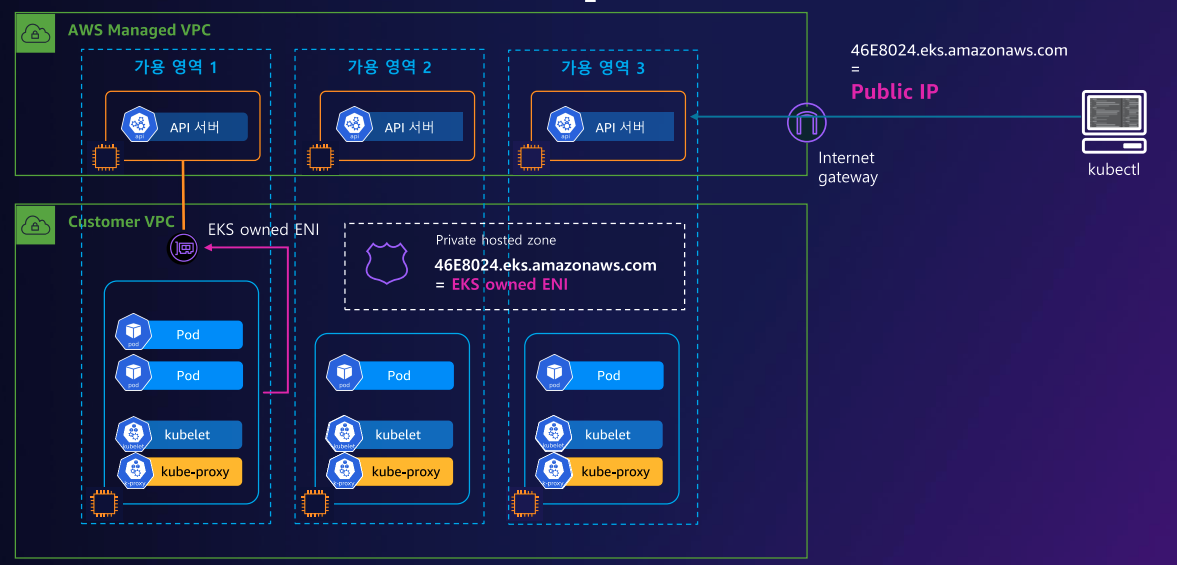 AWS Managed VPC
가용 영역 1
가용 영역 2
가용 영역 3
api
API 서버
api
API 서버
api
API 서버
46E8024.eks.amazonaws.com
=
Public IP
Internet
gateway
kubectl
Customer VPC
EKS owned ENI
Private hosted zone
46E8024.eks.amazonaws.com
= EKS owned ENI
pod
Pod
pod
Pod
kubelet
kubelet
k-proxy
kube-proxy
pod
Pod
kubelet
kubelet
k-proxy
kube-proxy
pod
Pod
kubelet
kubelet
k-proxy
kube-proxy